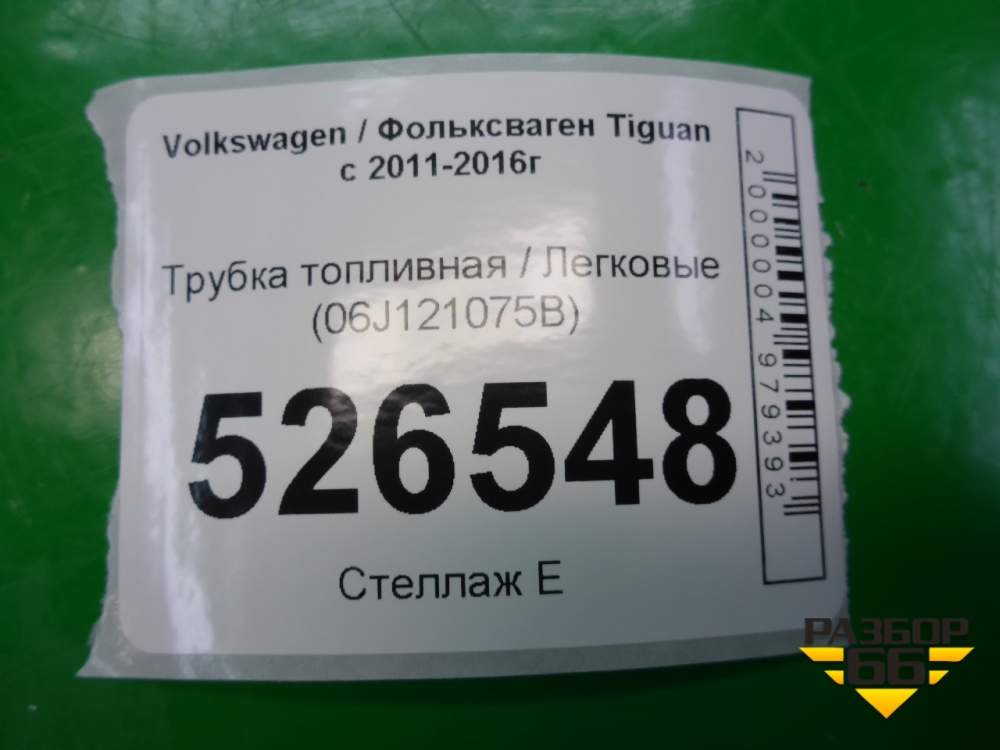 Volkswagen / Фольксваген Tiguan
с 2011-2016г
Трубка топливная / Легковые
(06J121075B)
526548
Стеллаж Е
2000004979393
РАЗБОР
66